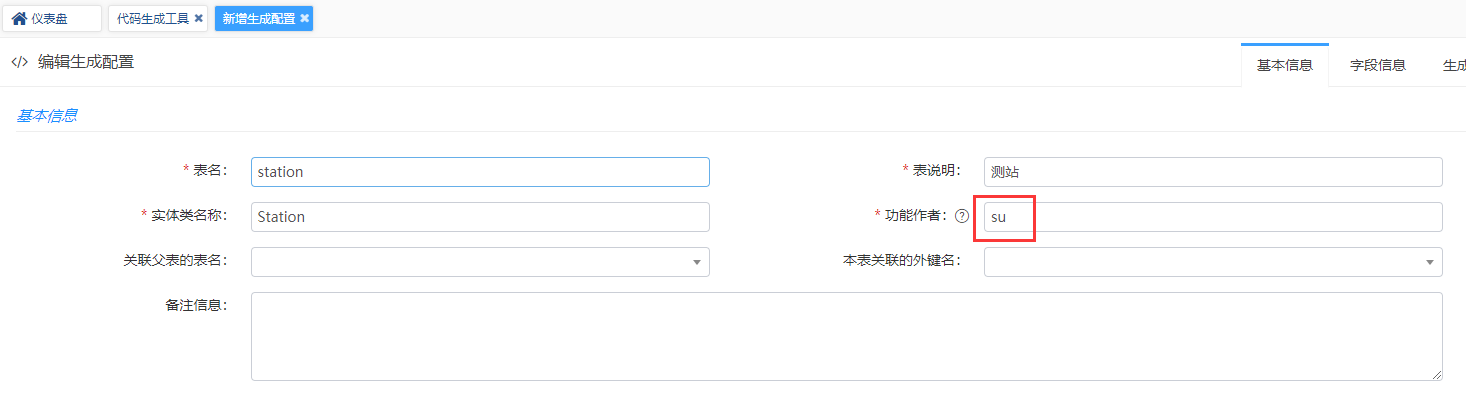 仪表盘 代码生成工具 新增生成配置
</> 编辑生成配置 基本信息 字段信息 生成
基本信息
* 表名： station * 表说明： 测站
* 实体类名称： Station * 功能作者： su
关联父表的表名： 本表关联的外键名：
备注信息：